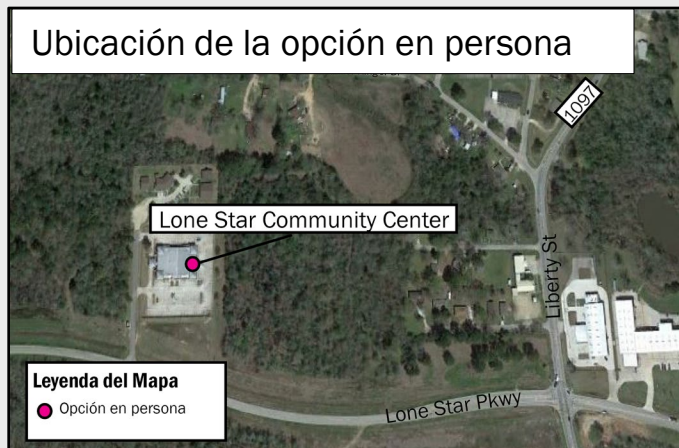 Ubicación de la opción en persona
1097
Lone Star Community Center
Liberty St
Leyenda del Mapa
Opción en persona
Lone Star Pkwy